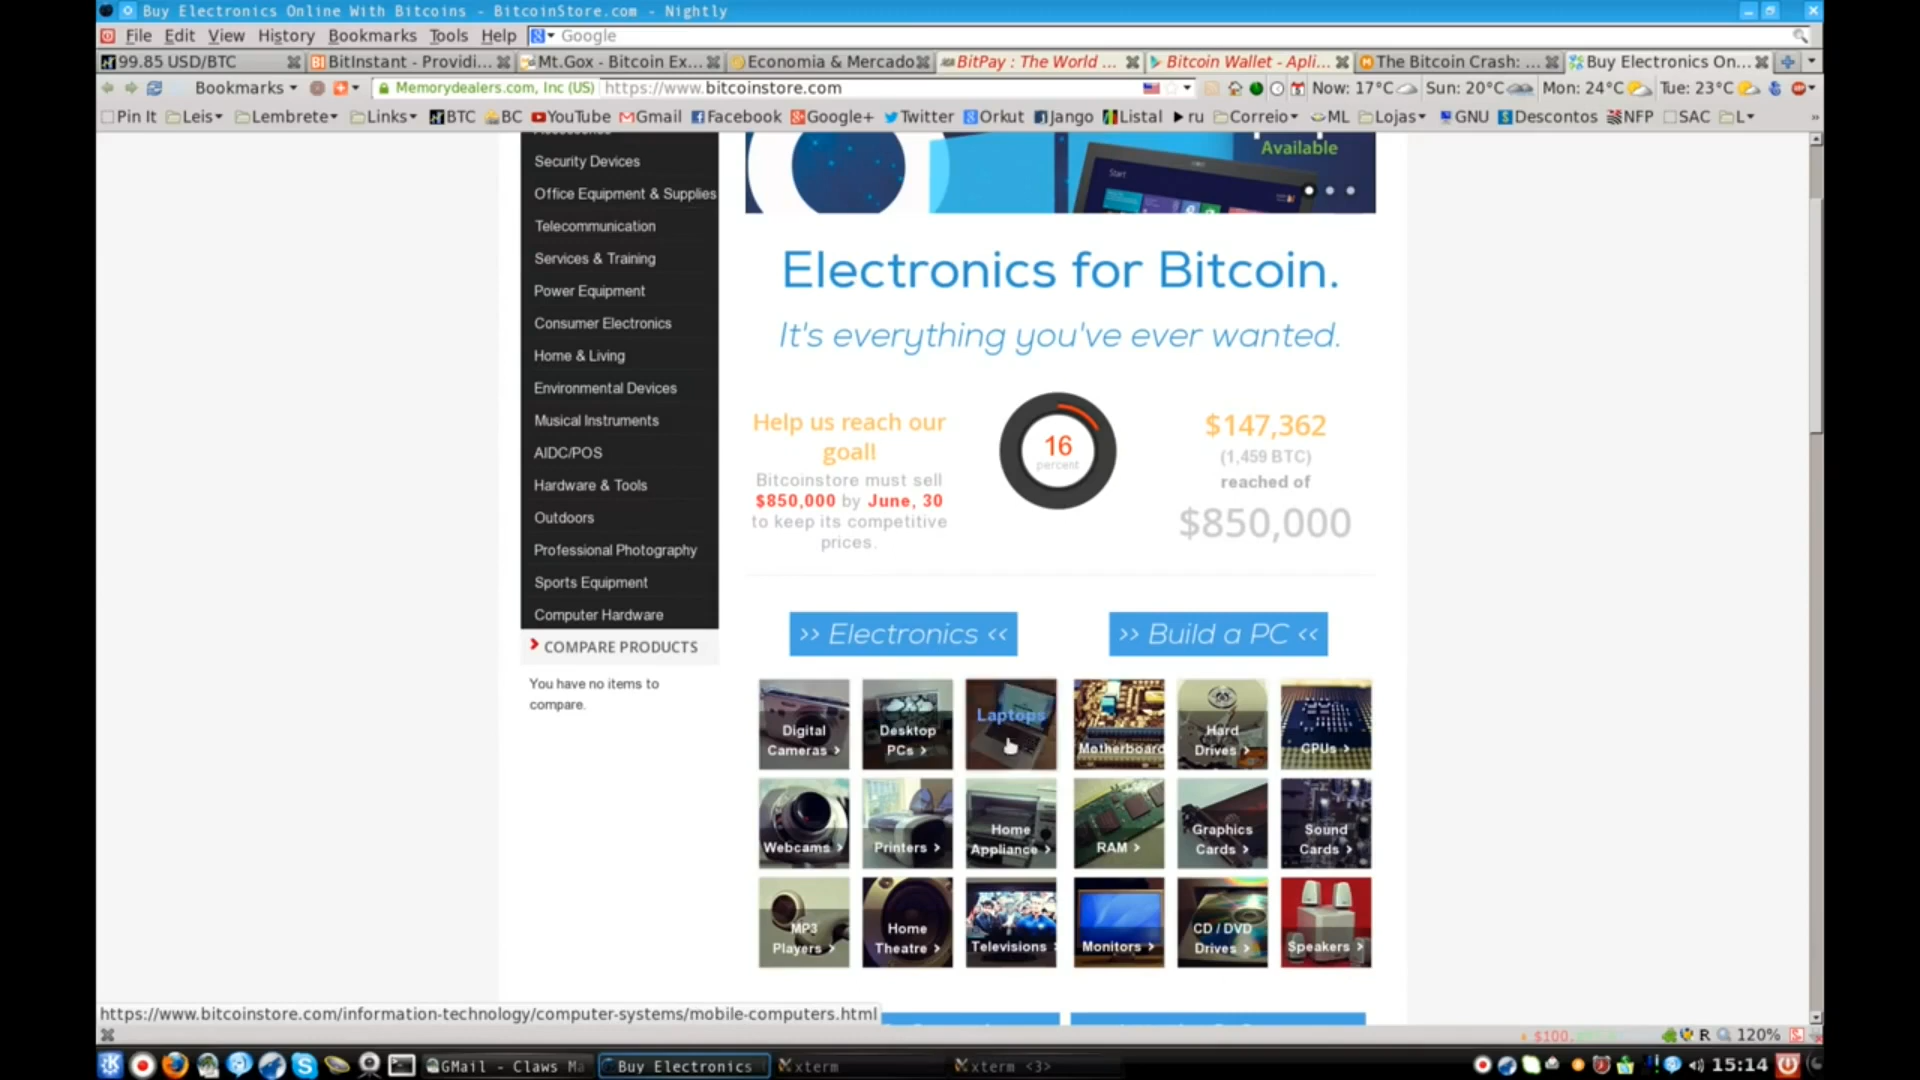 Buy Electronics Online With Bitcoins - BitcoinStore.com - Nightly
File Edit View History Bookmarks Tools Help Google
99.85 USD/BTC BitInstant - Providi... Mt.Gox - Bitcoin Ex... Economia & Mercado BitPay : The World ... Bitcoin Wallet - Apli... The Bitcoin Crash: ... Buy Electronics On...
Bookmarks Memorydealers.com, Inc (US) https://www.bitcoinstore.com Now: 17°C Sun: 20°C Mon: 24°C Tue: 23°C
Pin It Leis Lembrete Links BTC BC YouTube Gmail Facebook Google+ Twitter Orkut Jango Listal ru Correio ML Lojas GNU Descontos NFP SAC L
Available
Start
Security Devices
Office Equipment & Supplies
Telecommunication
Services & Training
Power Equipment
Consumer Electronics
Home & Living
Environmental Devices
Musical Instruments
AIDC/POS
Hardware & Tools
Outdoors
Professional Photography
Sports Equipment
Computer Hardware
COMPARE PRODUCTS
You have no items to
compare.
Electronics for Bitcoin.
It's everything you've ever wanted.
Help us reach our
goal!
Bitcoinstore must sell
$850,000 by June, 30
to keep its competitive
prices.
16
percent
$147,362
(1,459 BTC)
reached of
$850,000
>> Electronics <<
>> Build a PC <<
Digital
Cameras >
Desktop
PCs >
Laptops
Motherboard
Hard
Drives >
CPUs >
Webcams >
Printers >
Home
Appliance >
RAM >
Graphics
Cards >
Sound
Cards >
MP3
Players >
Home
Theatre >
Televisions >
Monitors >
CD / DVD
Drives >
Speakers >
https://www.bitcoinstore.com/information-technology/computer-systems/mobile-computers.html
$100. R 120%
GMail - Claws Ma Buy Electronics xterm xterm <3> 15:14